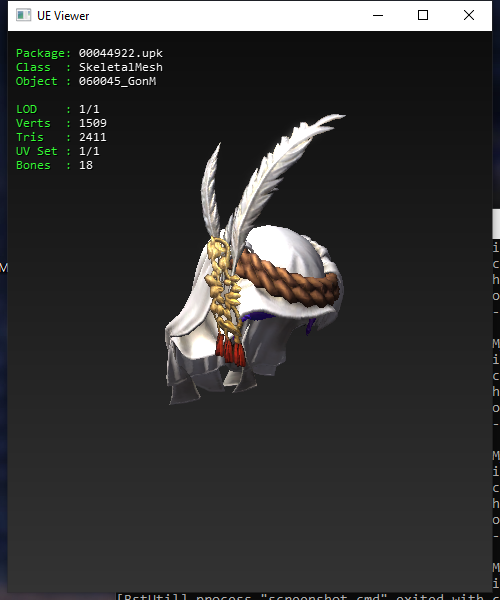 UE Viewer
Package: 00044922.upk
Class  : SkeletalMesh
Object : 060045_GonM
LOD    : 1/1
Verts  : 1509
Tris   : 2411
UV Set : 1/1
Bones  : 18
M
i
c
h
o
-
M
i
c
h
o
-
M
i
c
h
o
-
M
i
[BstUtil] process "screenshot.cmd" exited with c